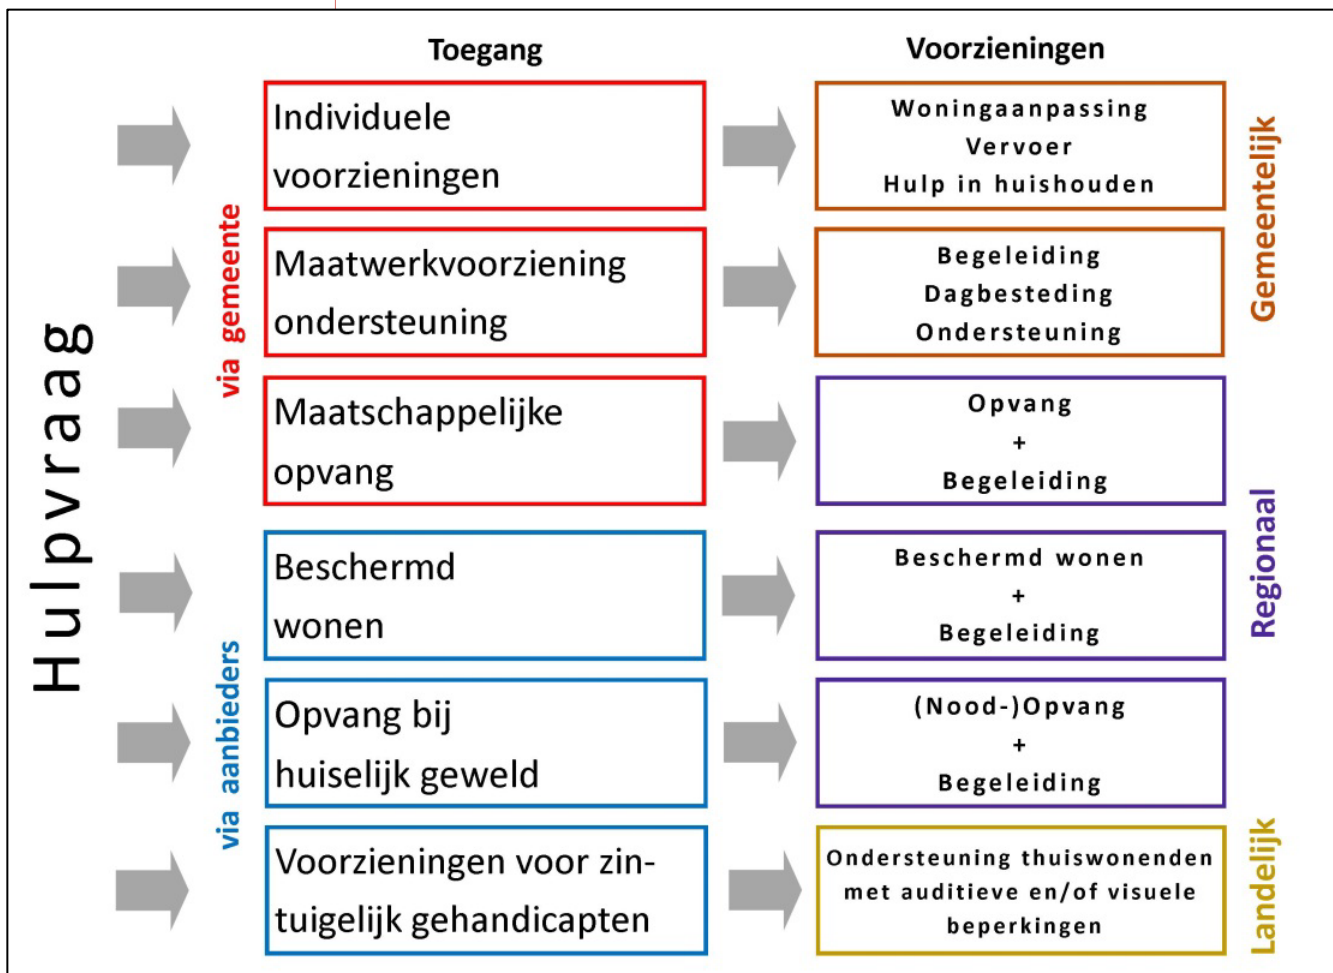 Toegang
Voorzieningen
Hulpvraag
via gemeente
via aanbieders
Individuele
voorzieningen
Woningaanpassing
Vervoer
Hulp in huishouden
Maatwerkvoorziening
ondersteuning
Begeleiding
Dagbesteding
Ondersteuning
Maatschappelijke
opvang
Opvang
+
Begeleiding
Beschermd
wonen
Beschermd wonen
+
Begeleiding
Opvang bij
huiselijk geweld
(Nood-)Opvang
+
Begeleiding
Voorzieningen voor zin-
tuigelijk gehandicapten
Ondersteuning thuiswonenden
met auditieve en/of visuele
beperkingen
Gemeentelijk
Regionaal
Landelijk